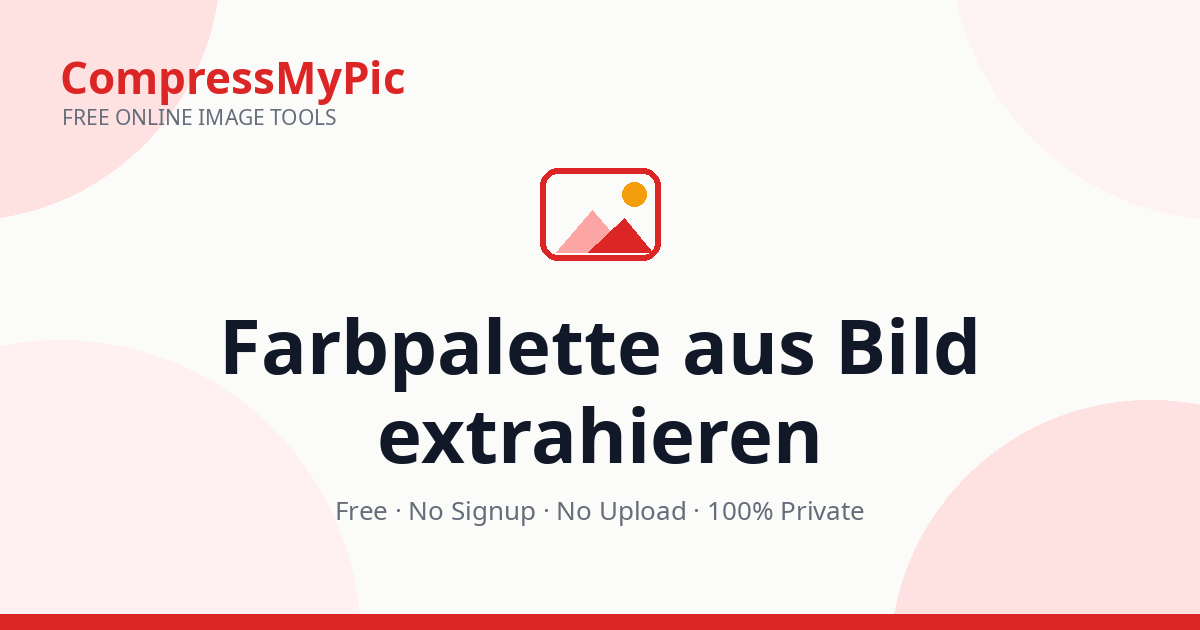 CompressMyPic
FREE ONLINE IMAGE TOOLS
Farbpalette aus Bild
extrahieren
Free · No Signup · No Upload · 100% Private